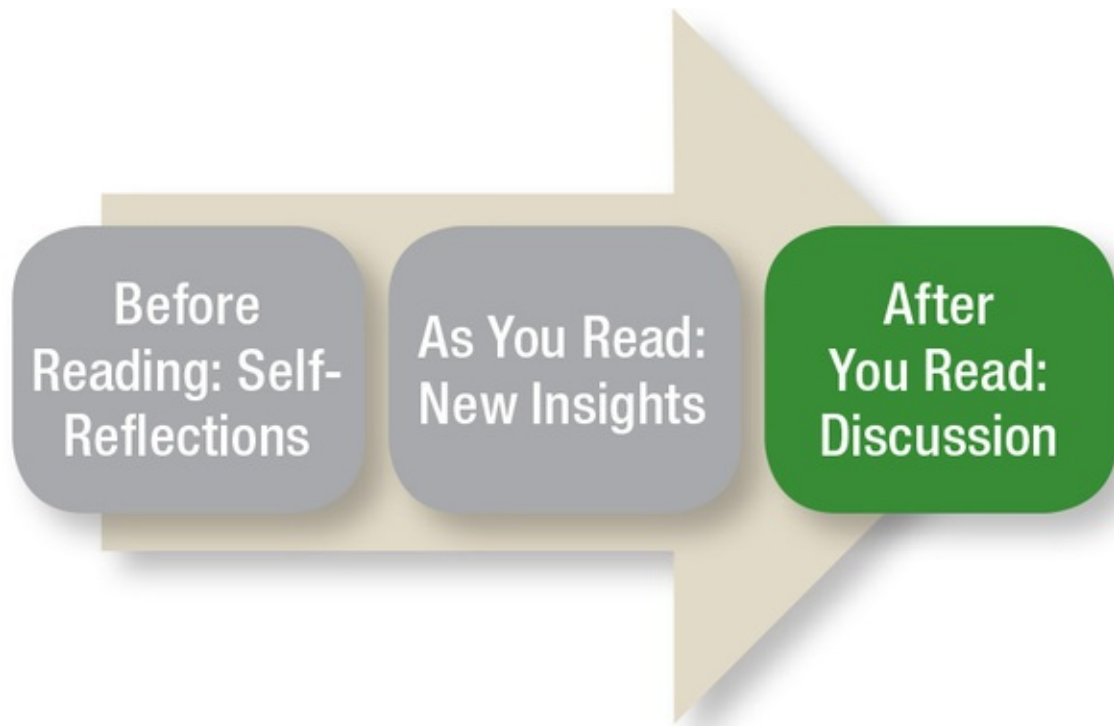 Before
Reading: Self-
Reflections
As You Read:
New Insights
After
You Read:
Discussion